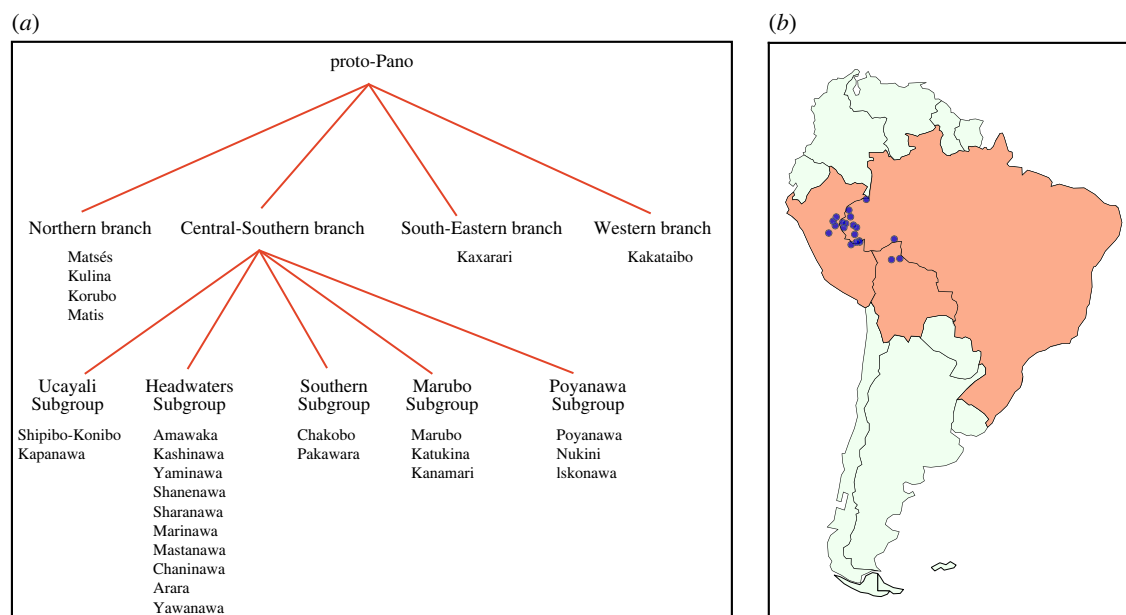 (a)
proto-Pano
Northern branch
Central-Southern branch
South-Eastern branch
Western branch
Matsés
Kulina
Korubo
Matis
Kaxarari
Kakataibo
Ucayali
Subgroup
Shipibo-Konibo
Kapanawa
Headwaters
Subgroup
Amawaka
Kashinawa
Yaminawa
Shanenawa
Sharanawa
Marinawa
Mastanawa
Chaninawa
Arara
Yawanawa
Southern
Subgroup
Chakobo
Pakawara
Marubo
Subgroup
Marubo
Katukina
Kanamari
Poyanawa
Subgroup
Poyanawa
Nukini
lskonawa
(b)